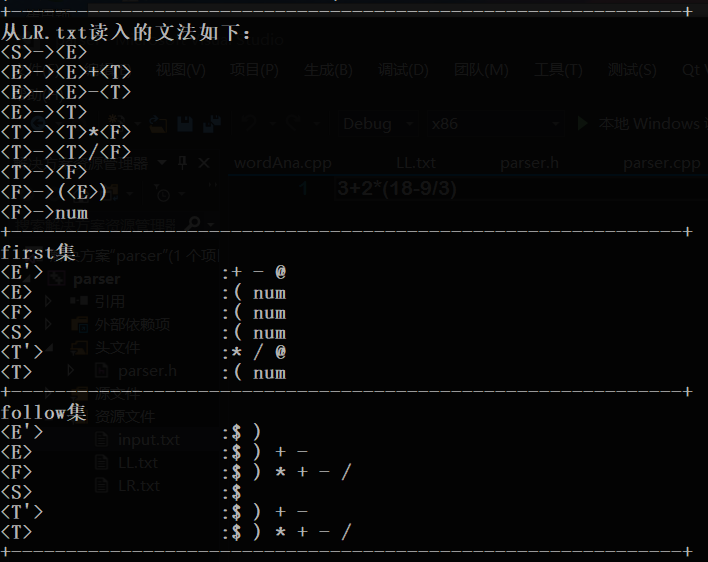 从LR.txt读入的文法如下:
<S>-><E>
<E>-><E>+<T>
<E>-><E>-<T>
<E>-><T>
<T>-><T>*<F>
<T>-><T>/<F>
<T>-><F>
<F>->(<E>)
<F>->num
first集
<E'> :+ - @
<E> :( num
<F> :( num
<S> :( num
<T'> :* / @
<T> :( num
follow集
<E'> :$ )
<E> :$ ) + -
<F> :$ ) * + - /
<S> :$
<T'> :$ ) + -
<T> :$ ) * + - /
视图(V) 项目(P) 生成(B) 调试(D) 团队(M) 工具(T) 测试(S) Qt
Debug x86 本地 Windows
wordAna.cpp LL.txt parser.h parser.cpp
1 3+2*(18-9/3)
解决方案"parser"(1 个项
parser
引用
外部依赖项
头文件
parser.h
源文件
资源文件
input.txt
LL.txt
LR.txt